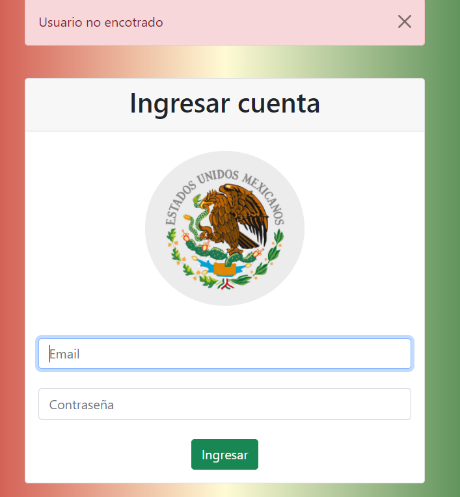 Usuario no encotrado
Ingresar cuenta
ESTADOS UNIDOS MEXICANOS
Email
Contraseña
Ingresar